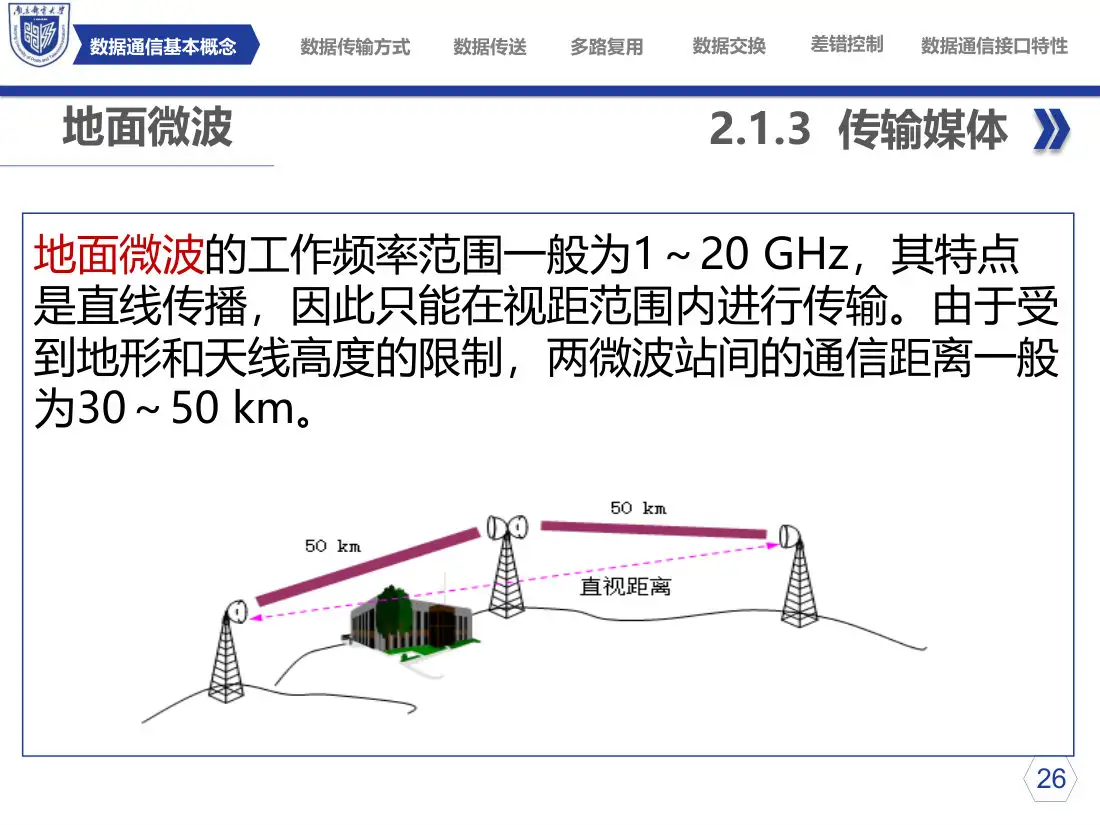 南京邮电大学
数据通信基本概念
数据传输方式
数据传送
多路复用
数据交换
差错控制
数据通信接口特性
地面微波
2.1.3 传输媒体
地面微波的工作频率范围一般为1～20 GHz，其特点
是直线传播，因此只能在视距范围内进行传输。由于受
到地形和天线高度的限制，两微波站间的通信距离一般
为30～50 km。
50 km
50 km
直视距离
26